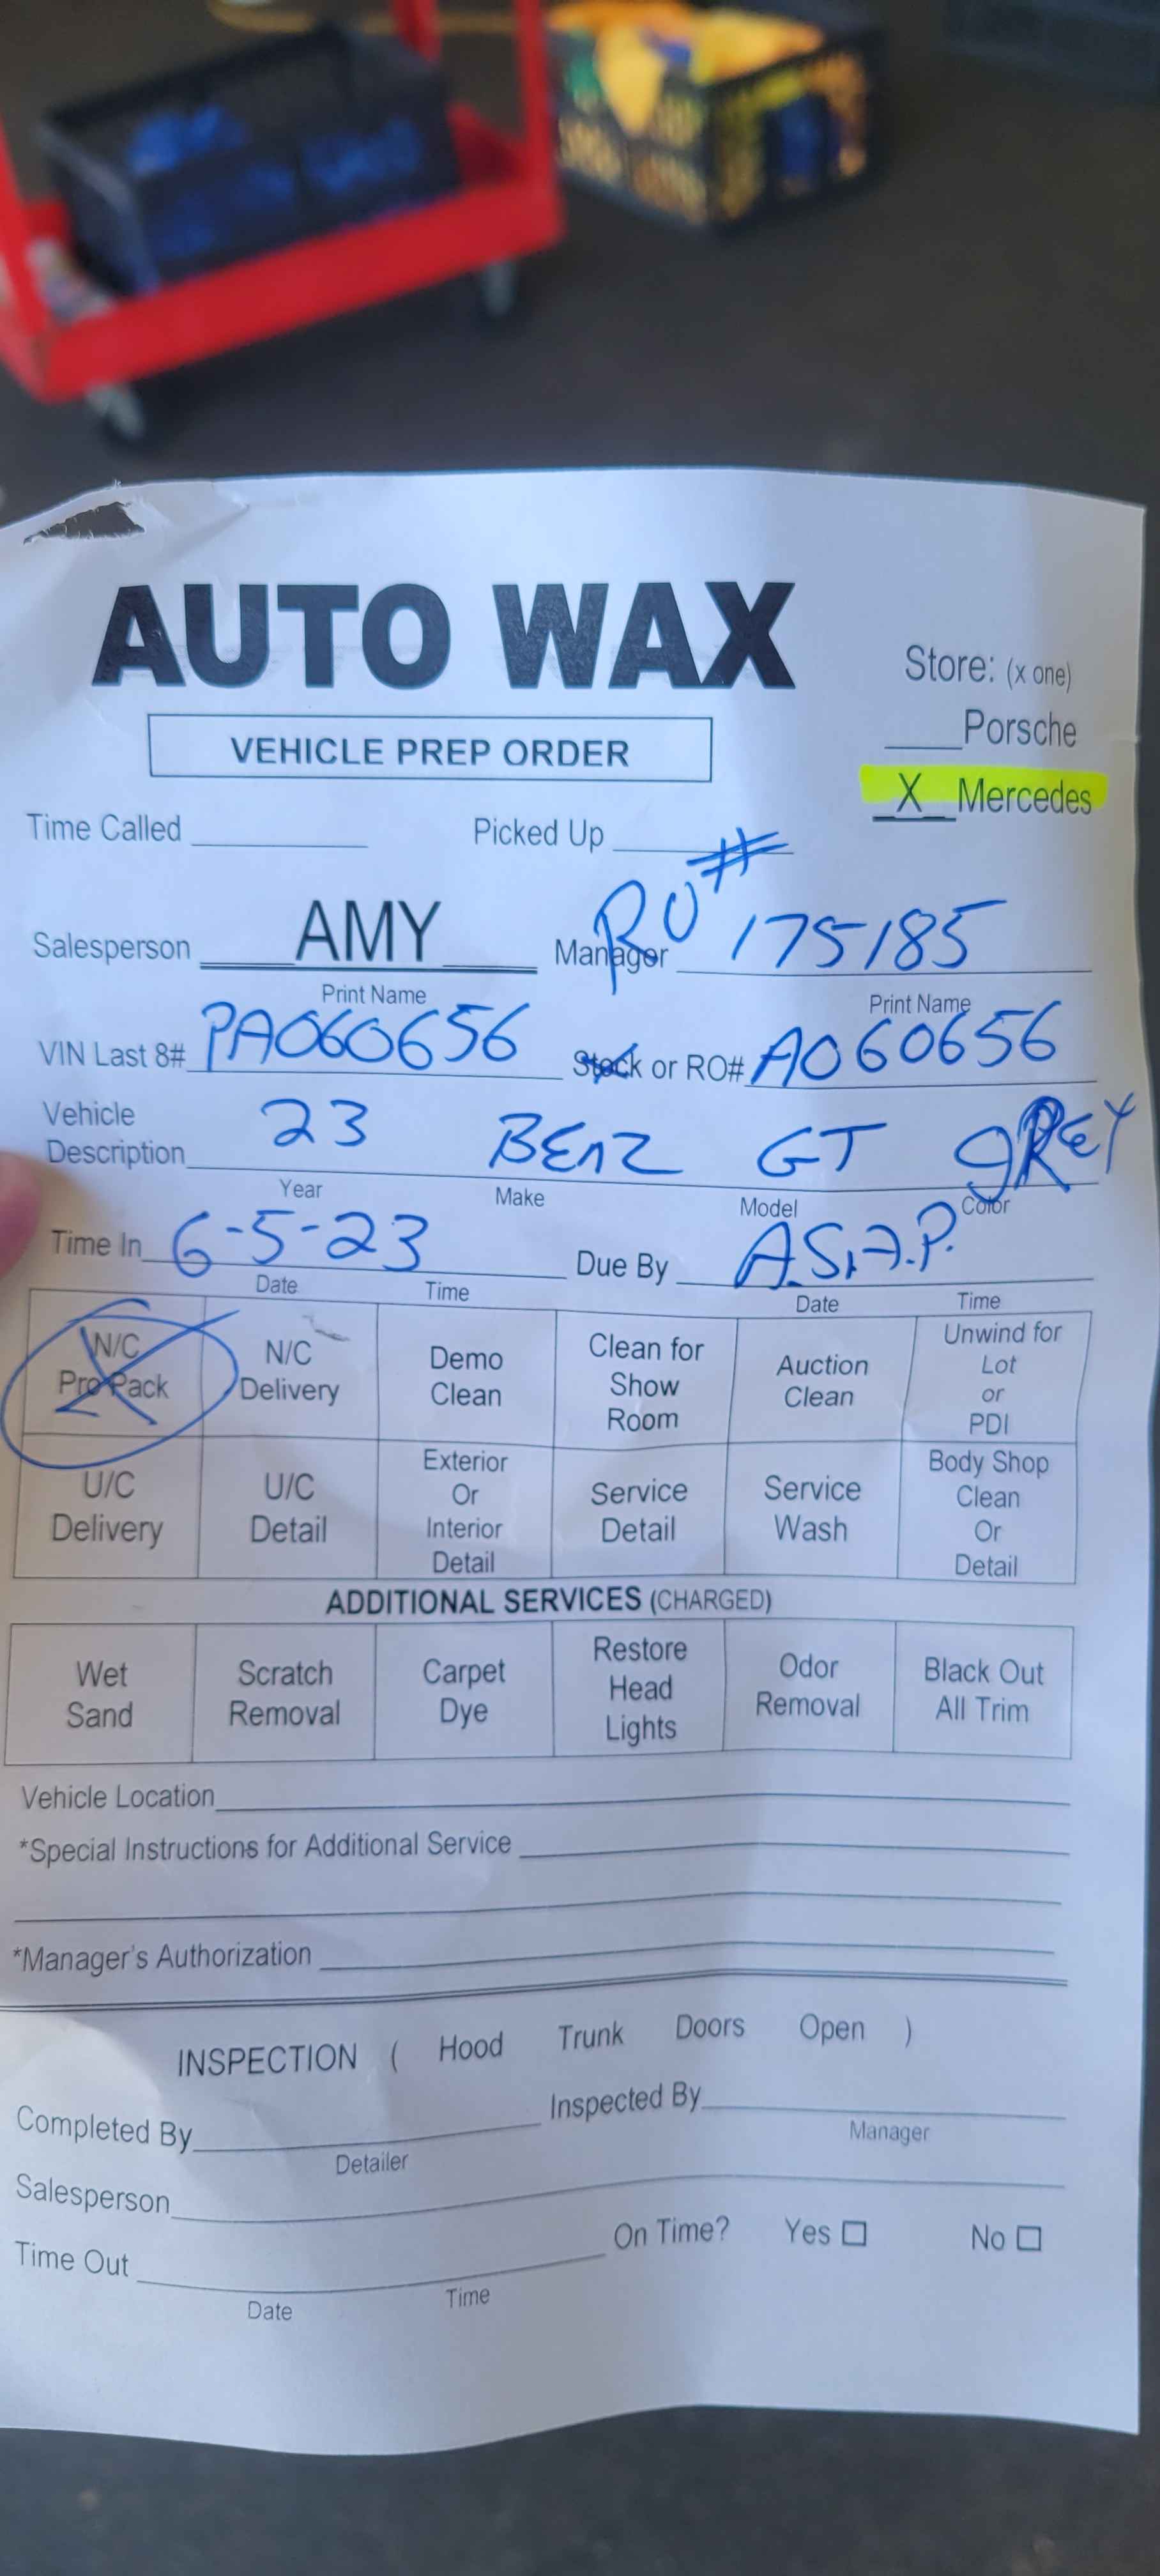 AUTO WAX
VEHICLE PREP ORDER
Store: (x one)
Porsche
X Mercedes
Time Called Picked Up
RO# 175185
Salesperson AMY Manager
Print Name Print Name
VIN Last 8# PA060656 Stock or RO# A060656
Vehicle
Description 23 BENZ GT GREY
Year Make Model Color
Time In 6-5-23 Due By A.S.A.P.
Date Time Date Time
N/C
Pro Pack
N/C
Delivery
Demo
Clean
Clean for
Show
Room
Auction
Clean
Unwind for
Lot
or
PDI
U/C
Delivery
U/C
Detail
Exterior
Or
Interior
Detail
Service
Detail
Service
Wash
Body Shop
Clean
Or
Detail
ADDITIONAL SERVICES (CHARGED)
Wet
Sand
Scratch
Removal
Carpet
Dye
Restore
Head
Lights
Odor
Removal
Black Out
All Trim
Vehicle Location
*Special Instructions for Additional Service
*Manager's Authorization
INSPECTION ( Hood Trunk Doors Open )
Completed By Inspected By
Detailer Manager
Salesperson
Time Out On Time? Yes No
Date Time